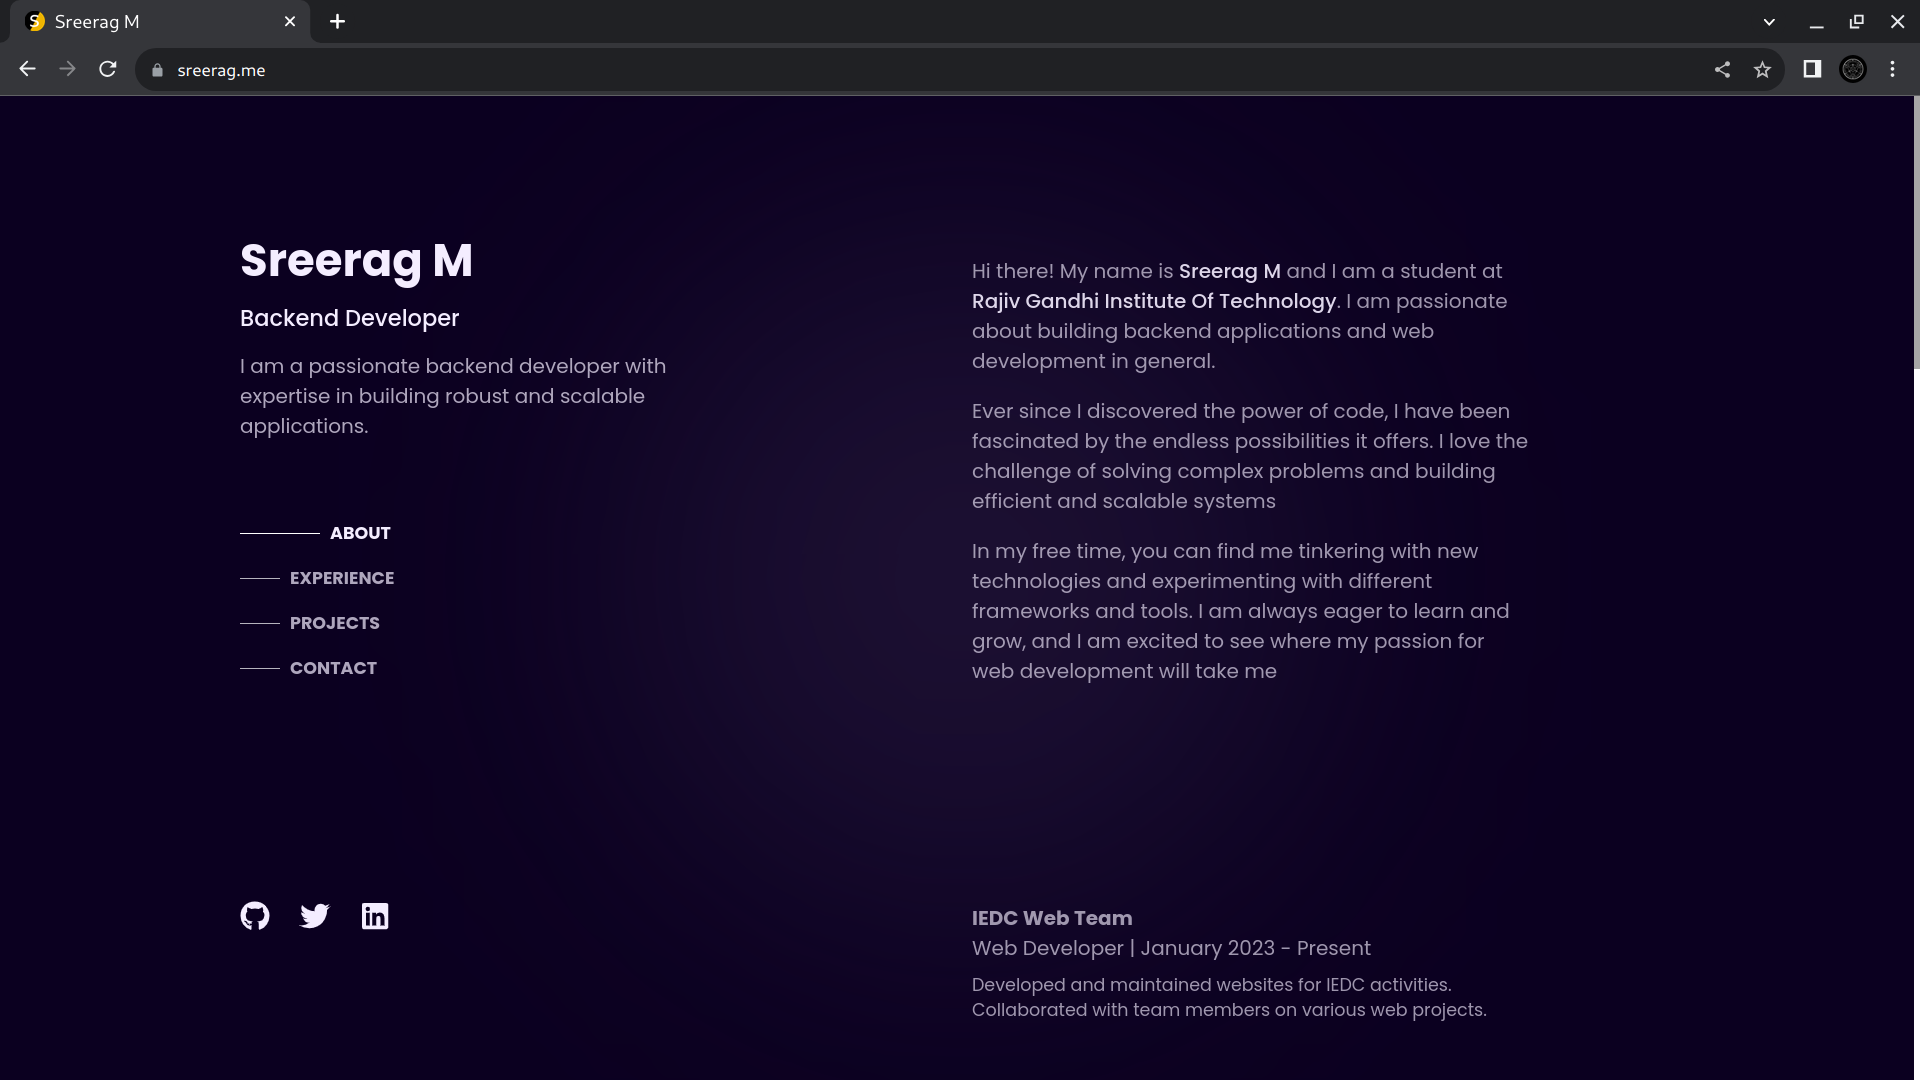 Sreerag M
sreerag.me
Sreerag M
Backend Developer
I am a passionate backend developer with
expertise in building robust and scalable
applications.
ABOUT
EXPERIENCE
PROJECTS
CONTACT
Hi there! My name is Sreerag M and I am a student at
Rajiv Gandhi Institute Of Technology. I am passionate
about building backend applications and web
development in general.
Ever since I discovered the power of code, I have been
fascinated by the endless possibilities it offers. I love the
challenge of solving complex problems and building
efficient and scalable systems
In my free time, you can find me tinkering with new
technologies and experimenting with different
frameworks and tools. I am always eager to learn and
grow, and I am excited to see where my passion for
web development will take me
IEDC Web Team
Web Developer | January 2023 - Present
Developed and maintained websites for IEDC activities.
Collaborated with team members on various web projects.